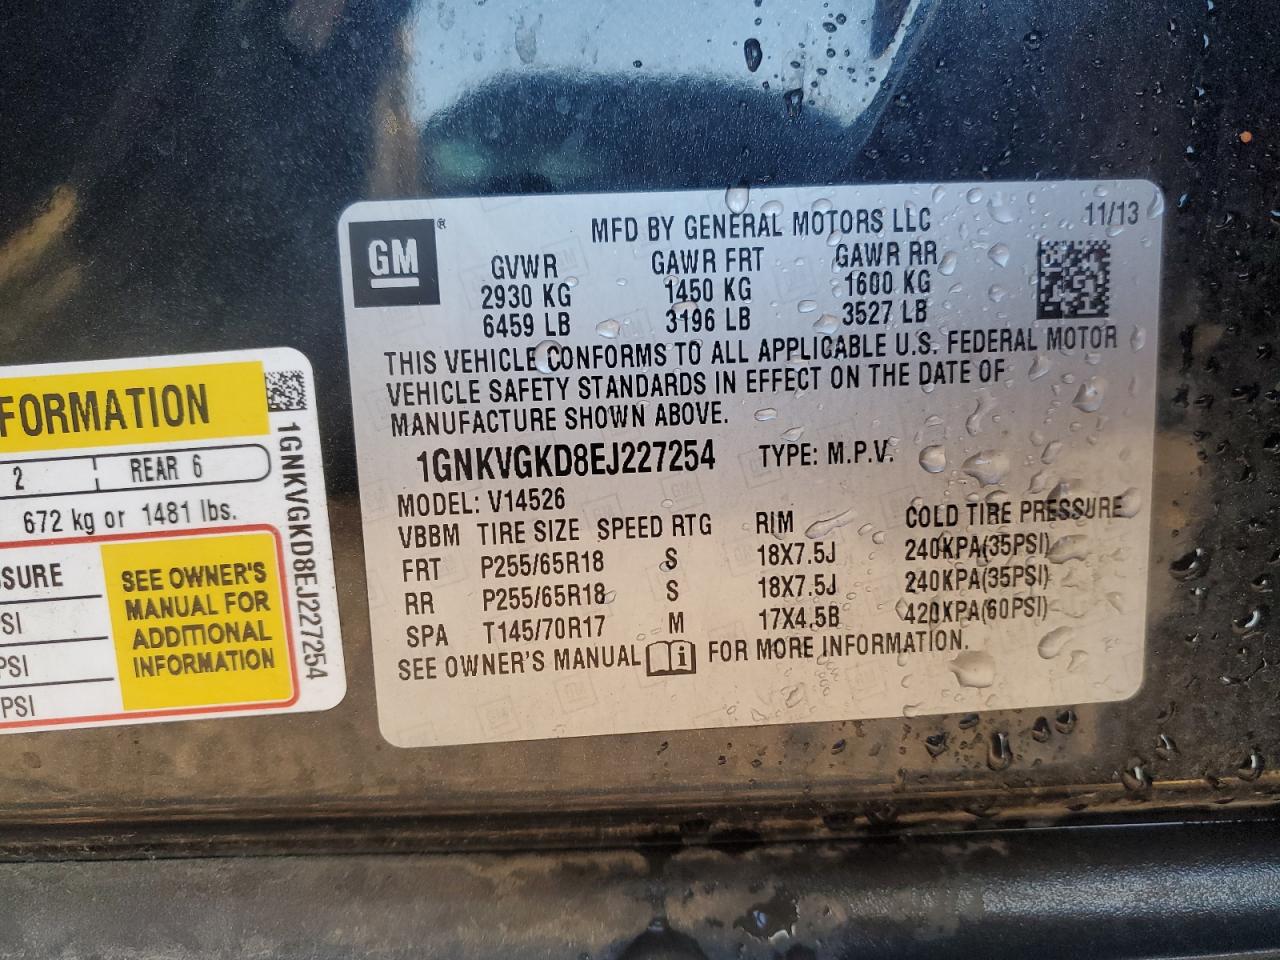 GM®
MFD BY GENERAL MOTORS LLC
11/13
GVWR GAWR FRT GAWR RR
2930 KG 1450 KG 1600 KG
6459 LB 3196 LB 3527 LB
THIS VEHICLE CONFORMS TO ALL APPLICABLE U.S. FEDERAL MOTOR
VEHICLE SAFETY STANDARDS IN EFFECT ON THE DATE OF
MANUFACTURE SHOWN ABOVE.
1GNKVGKD8EJ227254 TYPE: M.P.V.
MODEL: V14526
VBBM TIRE SIZE SPEED RTG RIM COLD TIRE PRESSURE
FRT P255/65R18 S 18X7.5J 240KPA(35PSI)
RR P255/65R18 S 18X7.5J 240KPA(35PSI)
SPA T145/70R17 M 17X4.5B 420KPA(60PSI)
SEE OWNER'S MANUAL i FOR MORE INFORMATION.
FORMATION
2 REAR 6
672 kg or 1481 lbs.
SSURE
SI
PSI
PSI
SEE OWNER'S
MANUAL FOR
ADDITIONAL
INFORMATION
1GNKVGKD8EJ227254